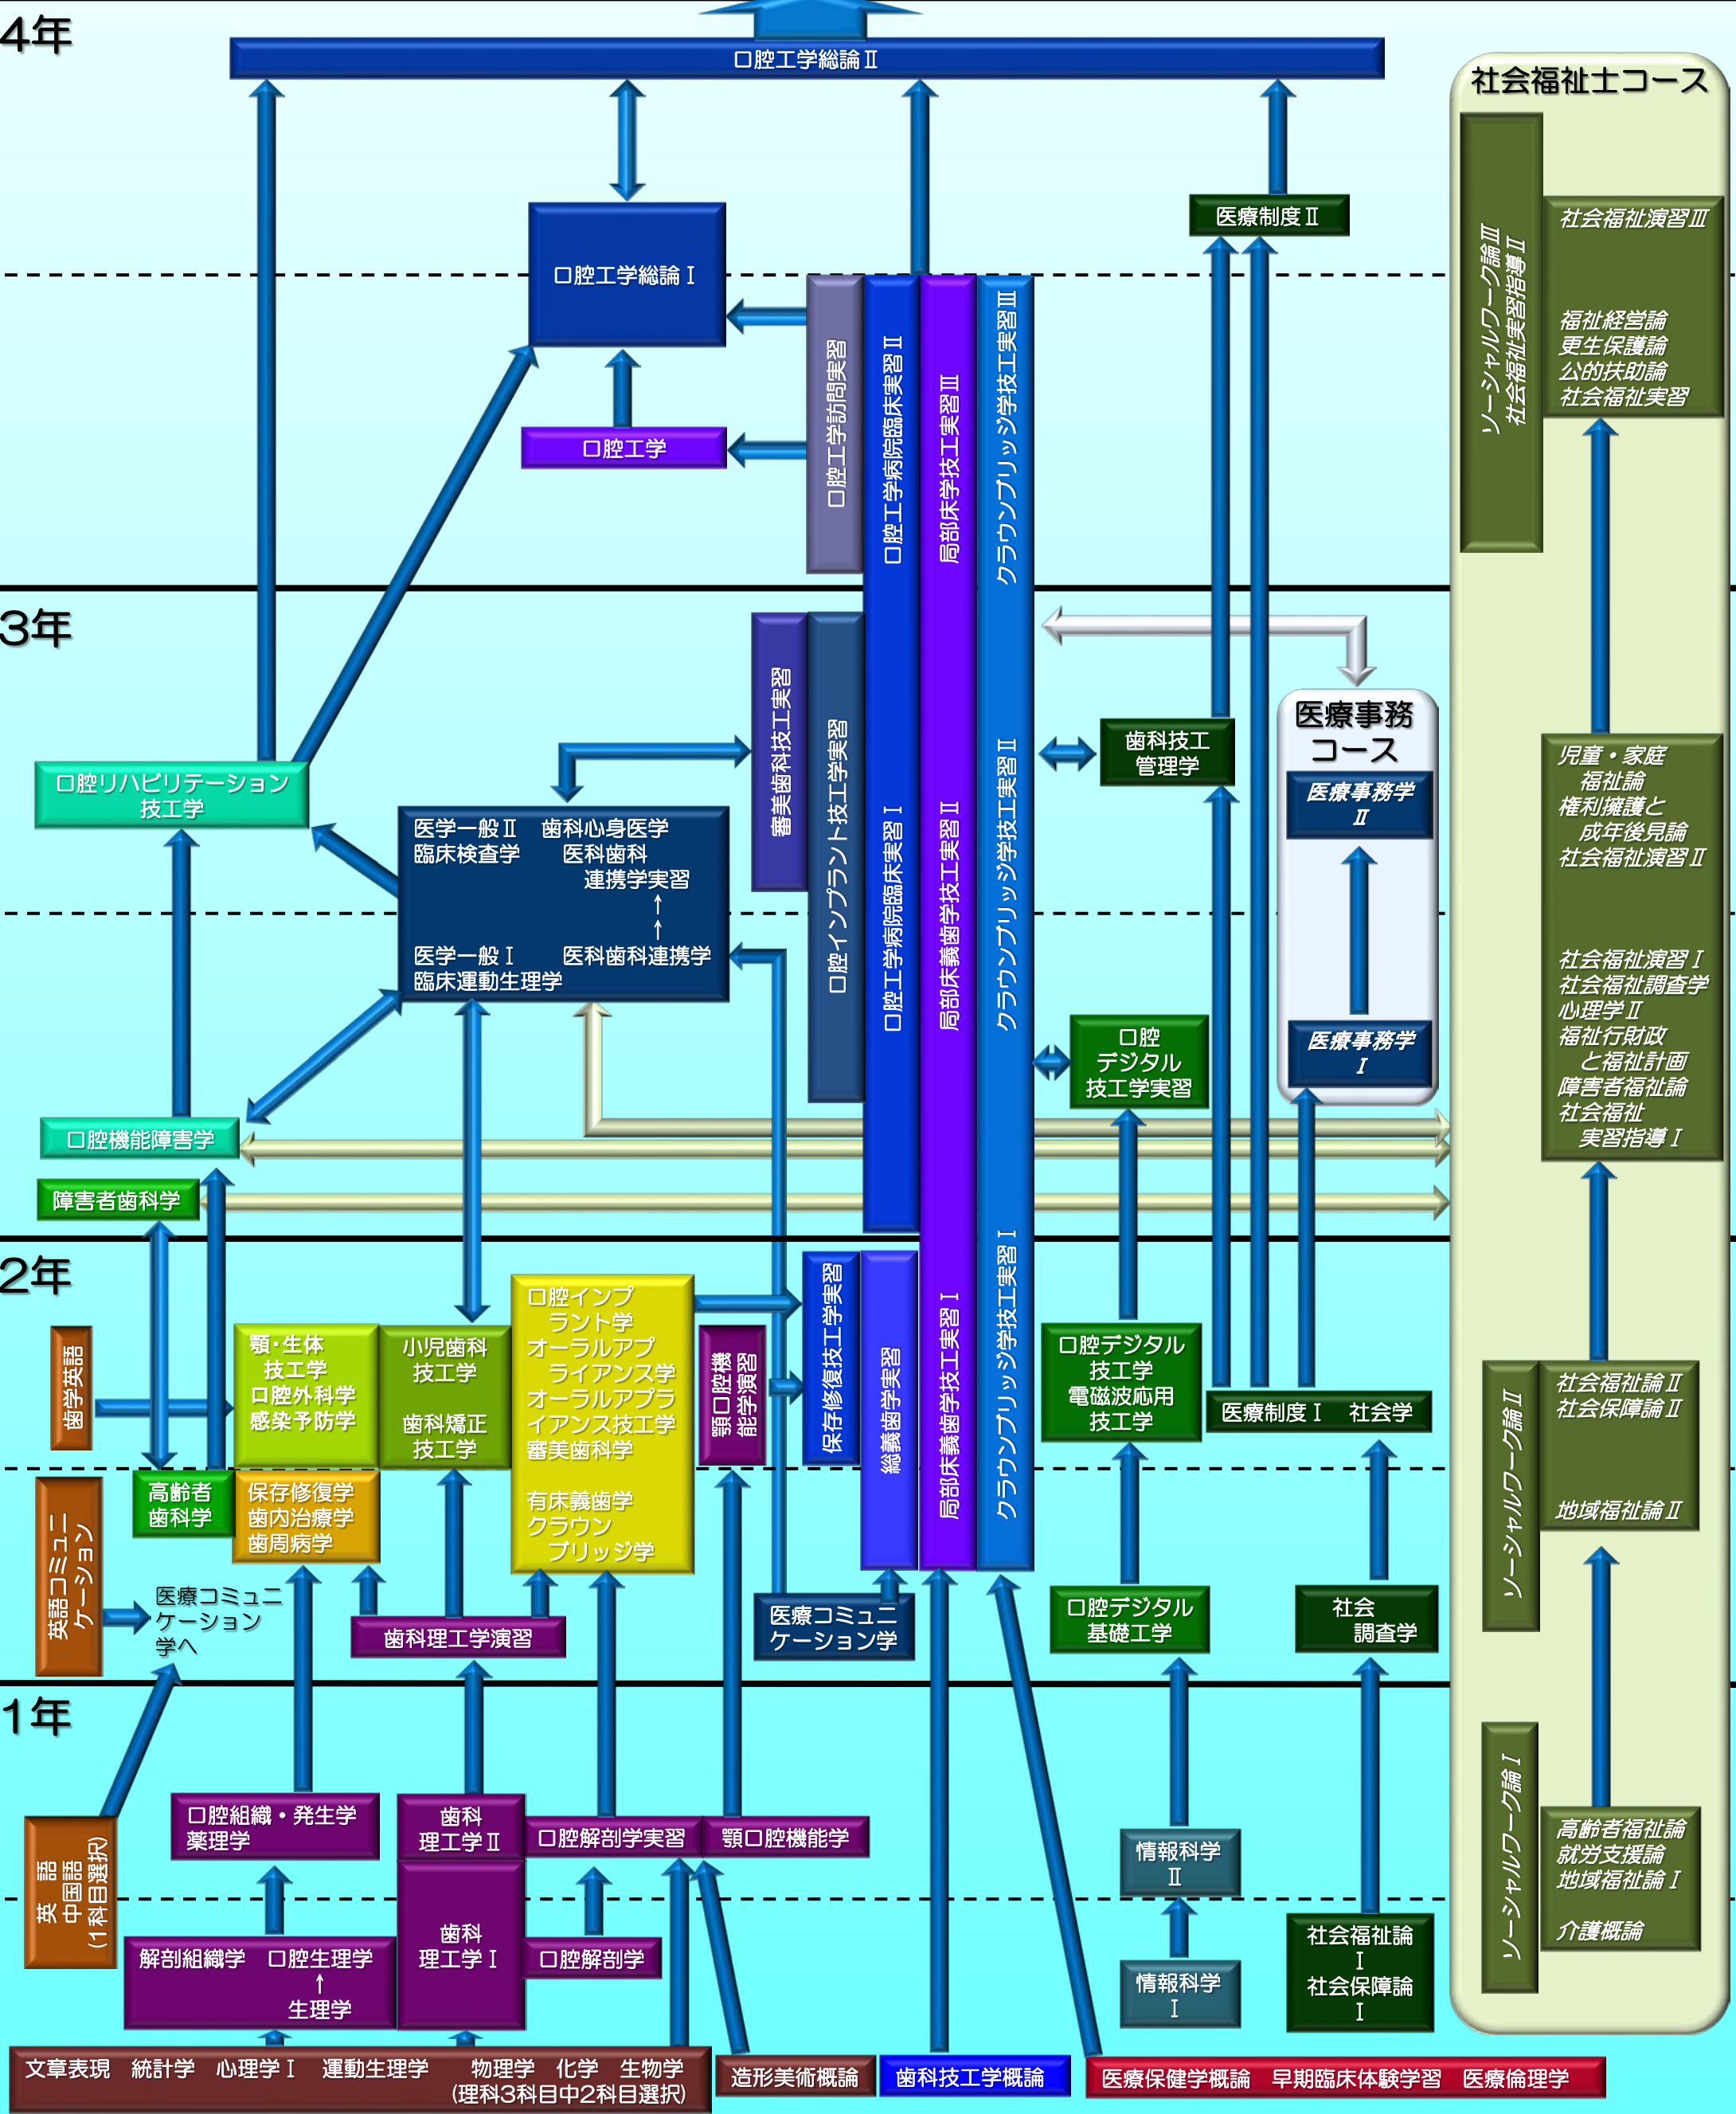 4年
口腔工学総論Ⅱ
社会福祉士コース
医療制度Ⅱ
口腔工学総論Ⅰ
口腔工学
口腔工学訪問実習
口腔工学病院臨床実習Ⅱ
局部床学技工実習Ⅲ
クラウンブリッジ学技工実習Ⅲ
ソーシャルワーク論Ⅲ
社会福祉実習指導Ⅱ
社会福祉演習Ⅲ
福祉経営論
更生保護論
公的扶助論
社会福祉実習
3年
口腔リハビリテーション
技工学
医学一般Ⅱ 歯科心身医学
臨床検査学 医科歯科
連携学実習
↑
↑
医学一般Ⅰ 医科歯科連携学
臨床運動生理学
審美歯科技工実習
口腔インプラント技工学実習
口腔工学病院臨床実習Ⅰ
局部床義歯学技工実習Ⅱ
クラウンブリッジ学技工実習Ⅱ
歯科技工
管理学
医療事務
コース
医療事務学
Ⅱ
医療事務学
Ⅰ
口腔
デジタル
技工学実習
児童・家庭
福祉論
権利擁護と
成年後見論
社会福祉演習Ⅱ
社会福祉演習Ⅰ
社会福祉調査学
心理学Ⅱ
福祉行財政
と福祉計画
障害者福祉論
社会福祉
実習指導Ⅰ
口腔機能障害学
障害者歯科学
2年
歯学英語
顎・生体
技工学
口腔外科学
感染予防学
小児歯科
技工学
歯科矯正
技工学
口腔インプ
ラント学
オーラルアプ
ライアンス学
オーラルアプラ
イアンス技工学
審美歯科学
有床義歯学
クラウン
ブリッジ学
顎口腔機
能学演習
保存修復技工学実習
総義歯学実習
局部床義歯学技工実習Ⅰ
クラウンブリッジ学技工実習Ⅰ
口腔デジタル
技工学
電磁波応用
技工学
医療制度Ⅰ 社会学
ソーシャルワーク論Ⅱ
社会福祉論Ⅱ
社会保障論Ⅱ
地域福祉論Ⅱ
英語コミュニ
ケーション
高齢者
歯科学
保存修復学
歯内治療学
歯周病学
医療コミュニ
ケーション
学へ
歯科理工学演習
医療コミュニ
ケーション学
口腔デジタル
基礎工学
社会
調査学
1年
英 語
中国語
(1科目選択)
口腔組織・発生学
薬理学
歯科
理工学Ⅱ
口腔解剖学実習
顎口腔機能学
情報科学
Ⅱ
ソーシャルワーク論Ⅰ
高齢者福祉論
就労支援論
地域福祉論Ⅰ
介護概論
解剖組織学 口腔生理学
↑
生理学
歯科
理工学Ⅰ
口腔解剖学
情報科学
Ⅰ
社会福祉論
Ⅰ
社会保障論
Ⅰ
文章表現 統計学 心理学Ⅰ 運動生理学 物理学 化学 生物学
(理科3科目中2科目選択)
造形美術概論
歯科技工学概論
医療保健学概論 早期臨床体験学習 医療倫理学